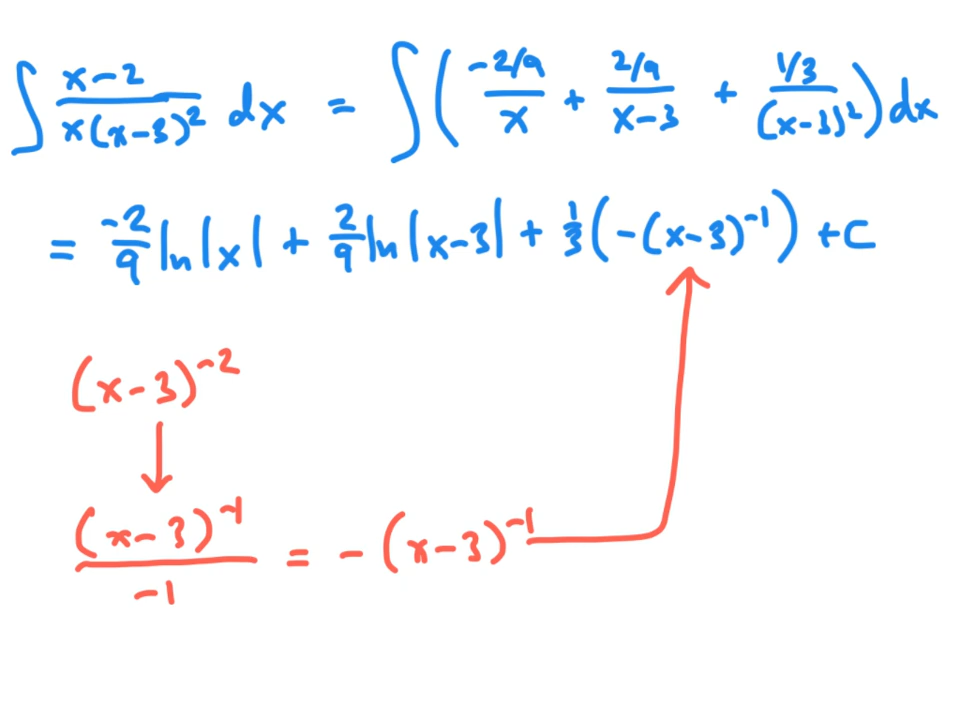 ∫ (x-2)/(x(x-3)²) dx = ∫ ( (-2/9)/x + (2/9)/(x-3) + (1/3)/(x-3)² ) dx
= -2/9 ln|x| + 2/9 ln|x-3| + 1/3 (-(x-3)⁻¹) + C
(x-3)⁻²
(x-3)⁻¹/-1 = -(x-3)⁻¹